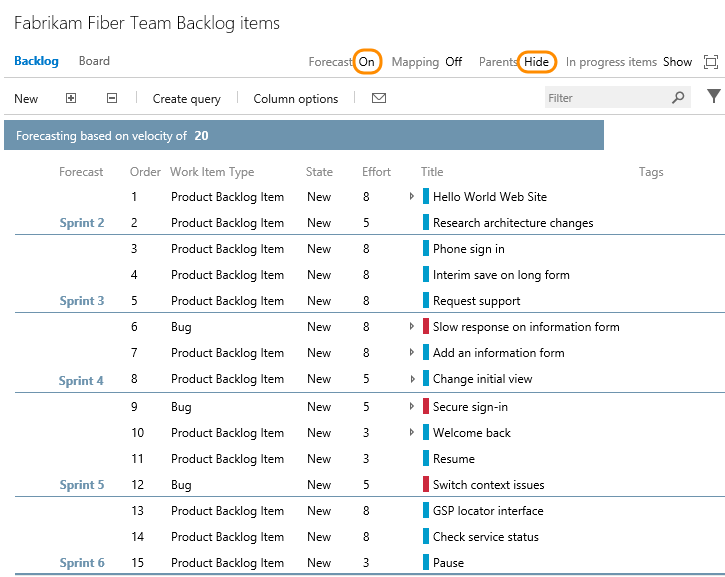 Fabrikam Fiber Team Backlog items
Backlog Board Forecast On Mapping Off Parents Hide In progress items Show
New Create query Column options Filter
Forecasting based on velocity of 20
Forecast Order Work Item Type State Effort Title Tags
1 Product Backlog Item New 8 Hello World Web Site
Sprint 2 2 Product Backlog Item New 5 Research architecture changes
3 Product Backlog Item New 8 Phone sign in
4 Product Backlog Item New 8 Interim save on long form
Sprint 3 5 Product Backlog Item New 8 Request support
6 Bug New 8 Slow response on information form
7 Product Backlog Item New 8 Add an information form
Sprint 4 8 Product Backlog Item New 5 Change initial view
9 Bug New 5 Secure sign-in
10 Product Backlog Item New 3 Welcome back
11 Product Backlog Item New 3 Resume
Sprint 5 12 Bug New 5 Switch context issues
13 Product Backlog Item New 8 GSP locator interface
14 Product Backlog Item New 8 Check service status
Sprint 6 15 Product Backlog Item New 3 Pause